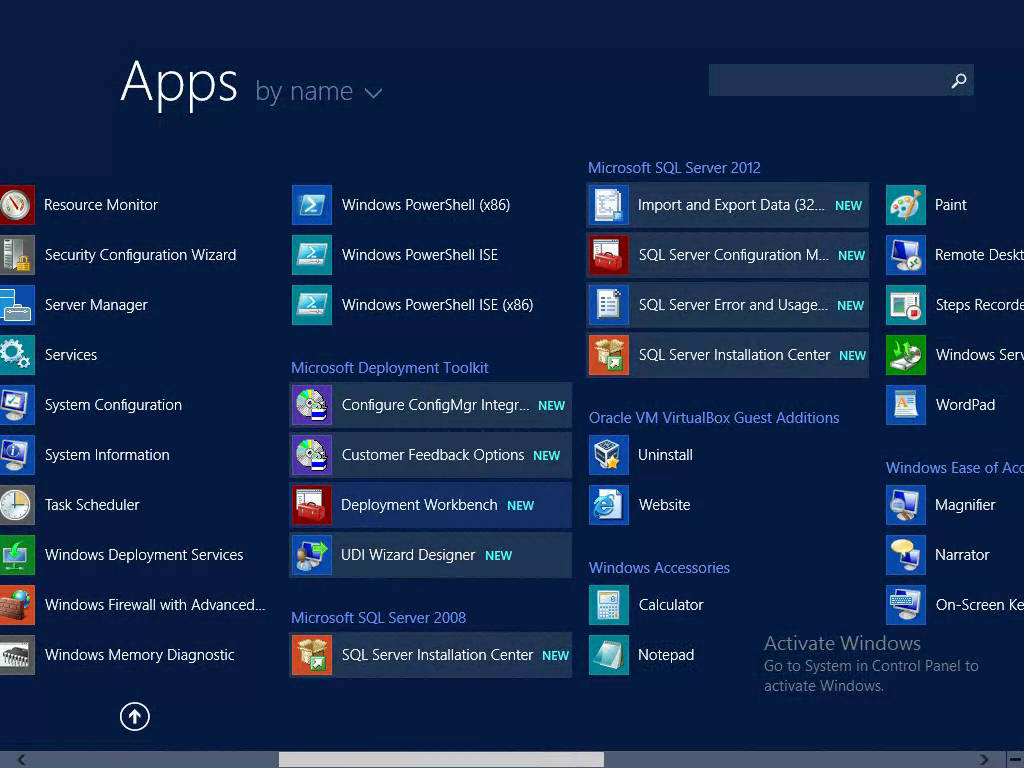 Apps by name
Resource Monitor
Security Configuration Wizard
Server Manager
Services
System Configuration
System Information
Task Scheduler
Windows Deployment Services
Windows Firewall with Advanced...
Windows Memory Diagnostic
Windows PowerShell (x86)
Windows PowerShell ISE
Windows PowerShell ISE (x86)
Microsoft Deployment Toolkit
Configure ConfigMgr Integr... NEW
Customer Feedback Options NEW
Deployment Workbench NEW
UDI Wizard Designer NEW
Microsoft SQL Server 2008
SQL Server Installation Center NEW
Microsoft SQL Server 2012
Import and Export Data (32... NEW
SQL Server Configuration M... NEW
SQL Server Error and Usage... NEW
SQL Server Installation Center NEW
Oracle VM VirtualBox Guest Additions
Uninstall
Website
Windows Accessories
Calculator
Notepad
Paint
Remote Deskt
Steps Recorde
Windows Serv
WordPad
Windows Ease of Acc
Magnifier
Narrator
On-Screen Ke
Activate Windows
Go to System in Control Panel to
activate Windows.